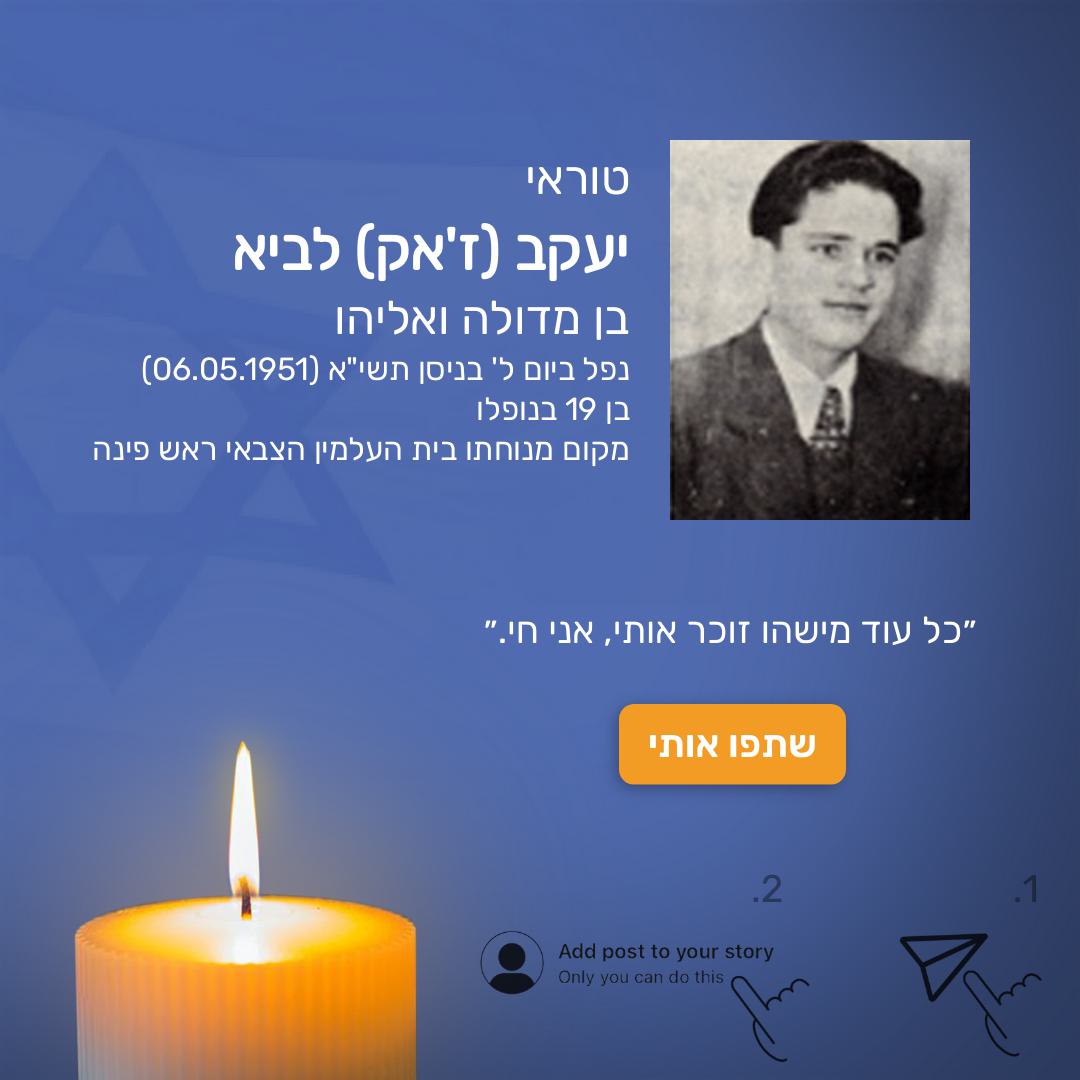 טוראי
יעקב (ז'אק) לביא
בן מדולה ואליהו
נפל ביום ל' בניסן תשי"א (06.05.1951)
בן 19 בנופלו
מקום מנוחתו בית העלמין הצבאי ראש פינה
״כל עוד מישהו זוכר אותי, אני חי.״
שתפו אותי
.1
.2
Add post to your story
Only you can do this